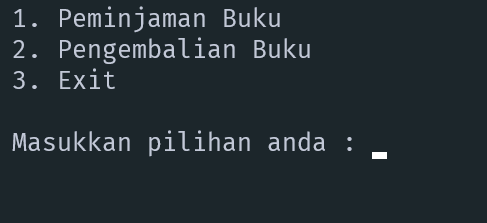 1. Peminjaman Buku
2. Pengembalian Buku
3. Exit
Masukkan pilihan anda :